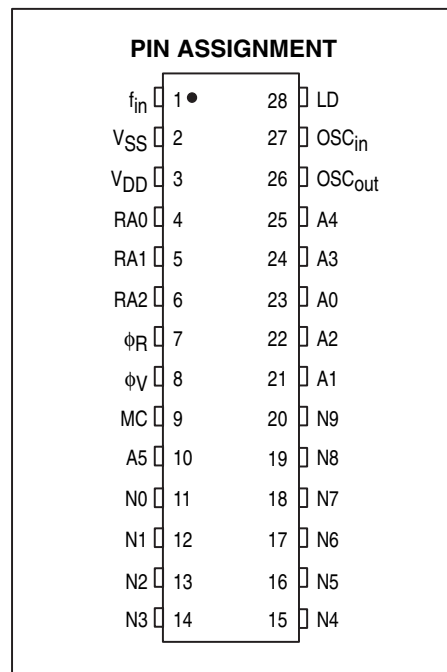 PIN ASSIGNMENT
fin 1 28 LD
VSS 2 27 OSCin
VDD 3 26 OSCout
RA0 4 25 A4
RA1 5 24 A3
RA2 6 23 A0
ϕR 7 22 A2
ϕV 8 21 A1
MC 9 20 N9
A5 10 19 N8
N0 11 18 N7
N1 12 17 N6
N2 13 16 N5
N3 14 15 N4